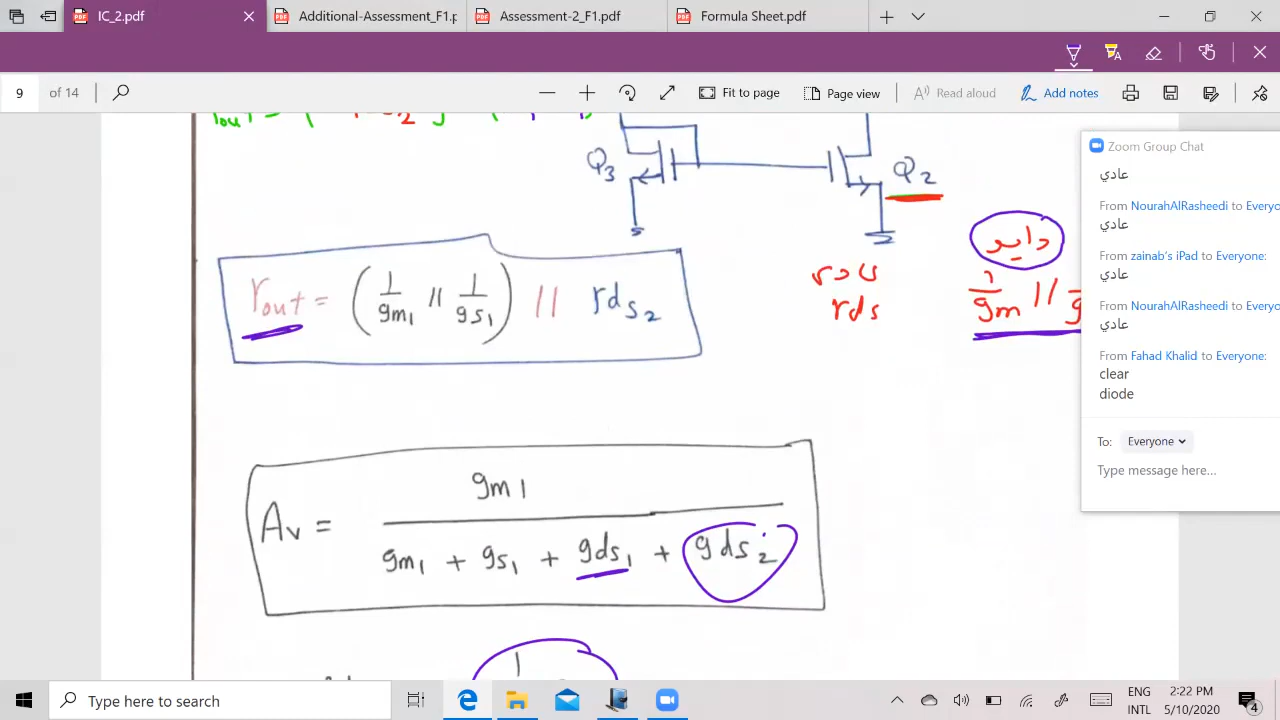 IC_2.pdf
Additional-Assessment_F1.p
Assessment-2_F1.pdf
Formula Sheet.pdf
9 of 14
Fit to page
Page view
Read aloud
Add notes
Q3
Q2
rout = (1/gm1 // 1/gs1) // rds2
rds
دايود
1/gm //
Av = gm1 / gm1 + gs1 + gds1 + gds2
1
Zoom Group Chat
عادي
From NourahAlRasheedi to Everyo
عادي
From zainab's iPad to Everyone:
عادي
From NourahAlRasheedi to Everyo
عادي
From Fahad Khalid to Everyone:
clear
diode
To: Everyone
Type message here...
Type here to search
ENG
INTL
2:22 PM
5/10/2020
4